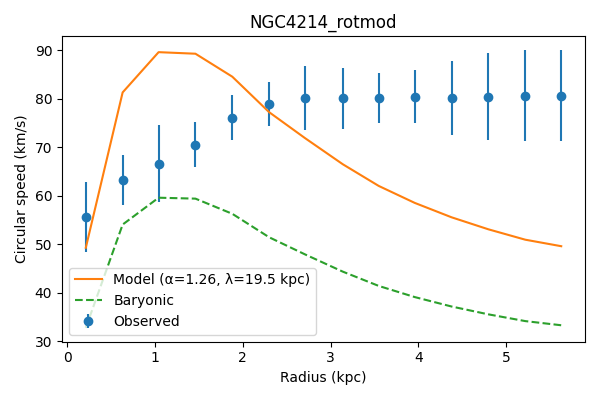 NGC4214_rotmod
90
80
70
60
50
40
30
Circular speed (km/s)
Model (α=1.26, λ=19.5 kpc)
Baryonic
Observed
0 1 2 3 4 5
Radius (kpc)